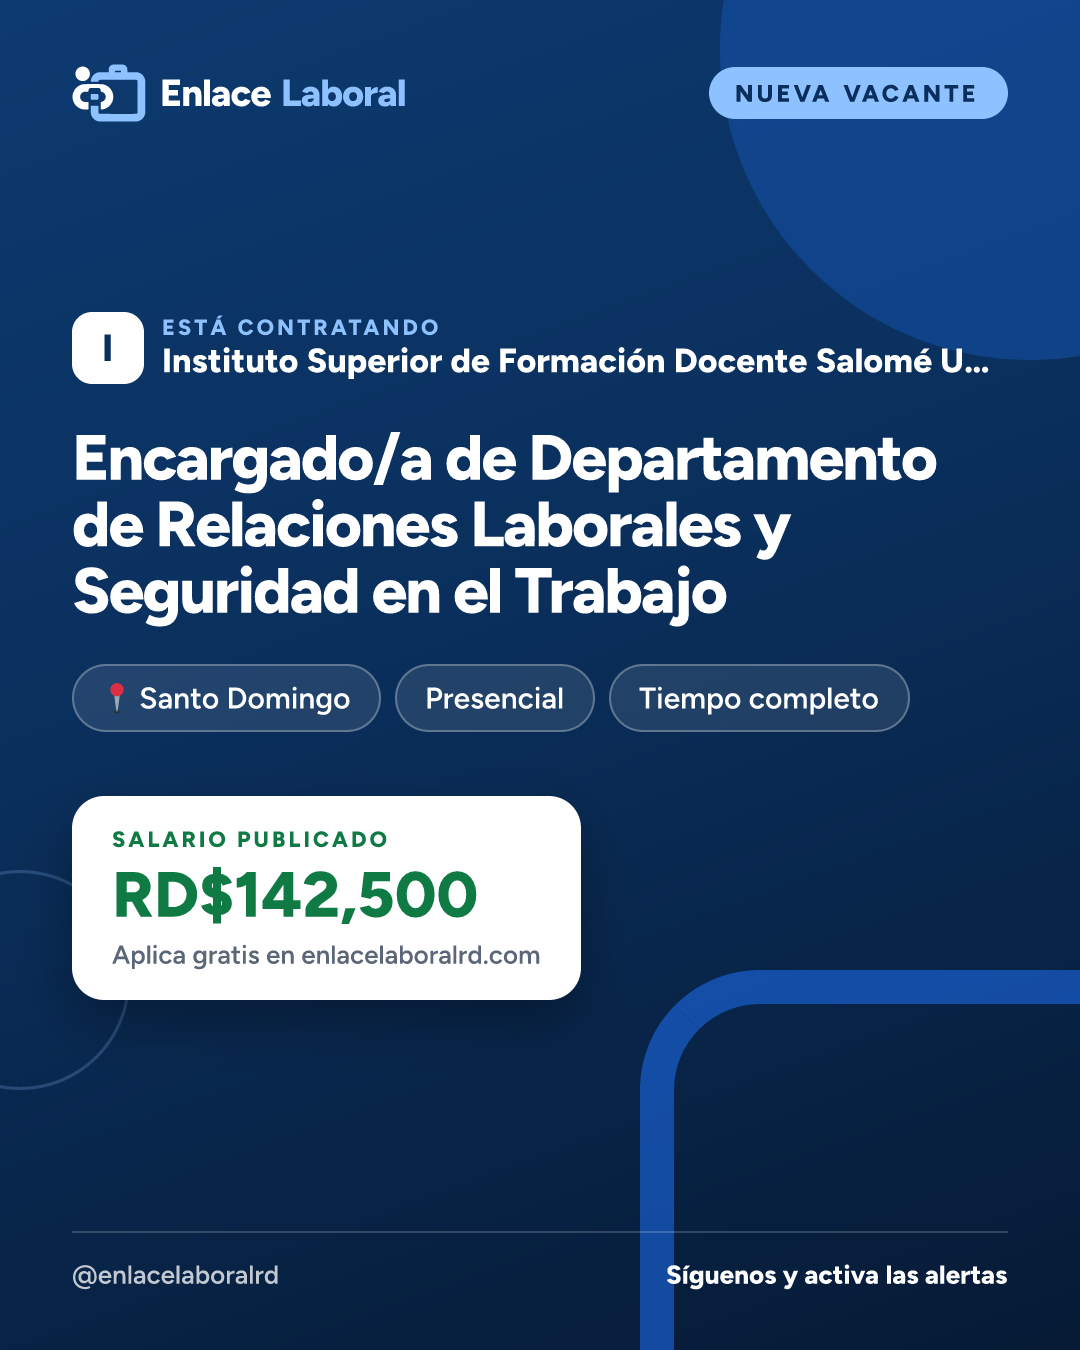 Enlace Laboral
NUEVA VACANTE
I
ESTÁ CONTRATANDO
Instituto Superior de Formación Docente Salomé U...
Encargado/a de Departamento
de Relaciones Laborales y
Seguridad en el Trabajo
Santo Domingo
Presencial
Tiempo completo
SALARIO PUBLICADO
RD$142,500
Aplica gratis en enlacelaboralrd.com
@enlacelaboralrd
Síguenos y activa las alertas